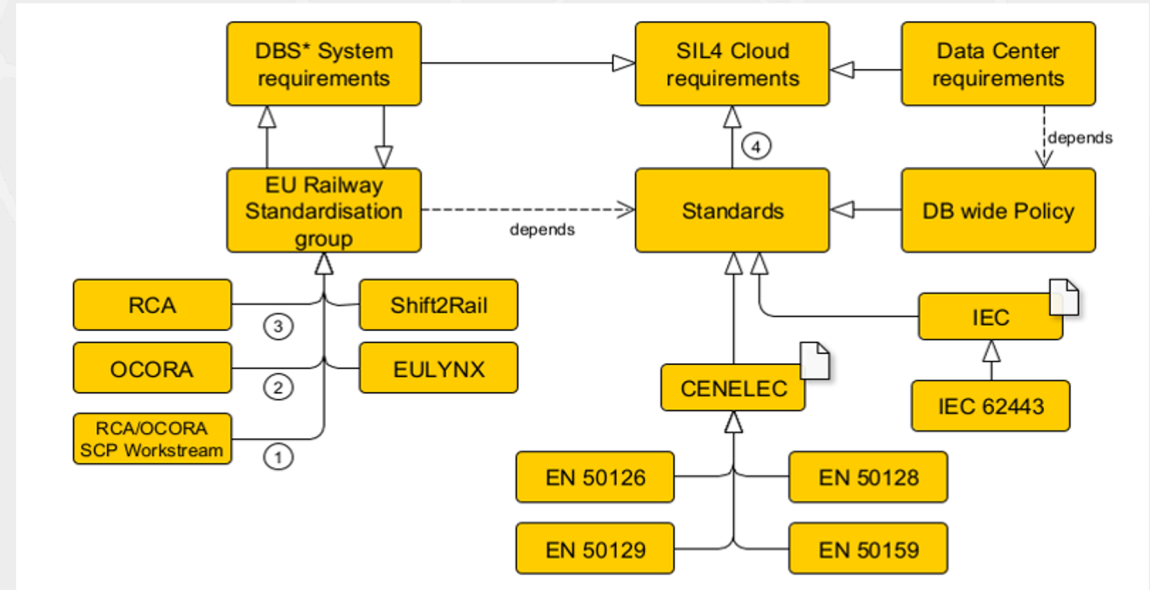 DBS* System
requirements
SIL4 Cloud
requirements
Data Center
requirements
4
depends
EU Railway
Standardisation
group
depends
Standards
DB wide Policy
RCA
Shift2Rail
3
IEC
OCORA
EULYNX
2
CENELEC
IEC 62443
RCA/OCORA
SCP Workstream
1
EN 50126
EN 50128
EN 50129
EN 50159